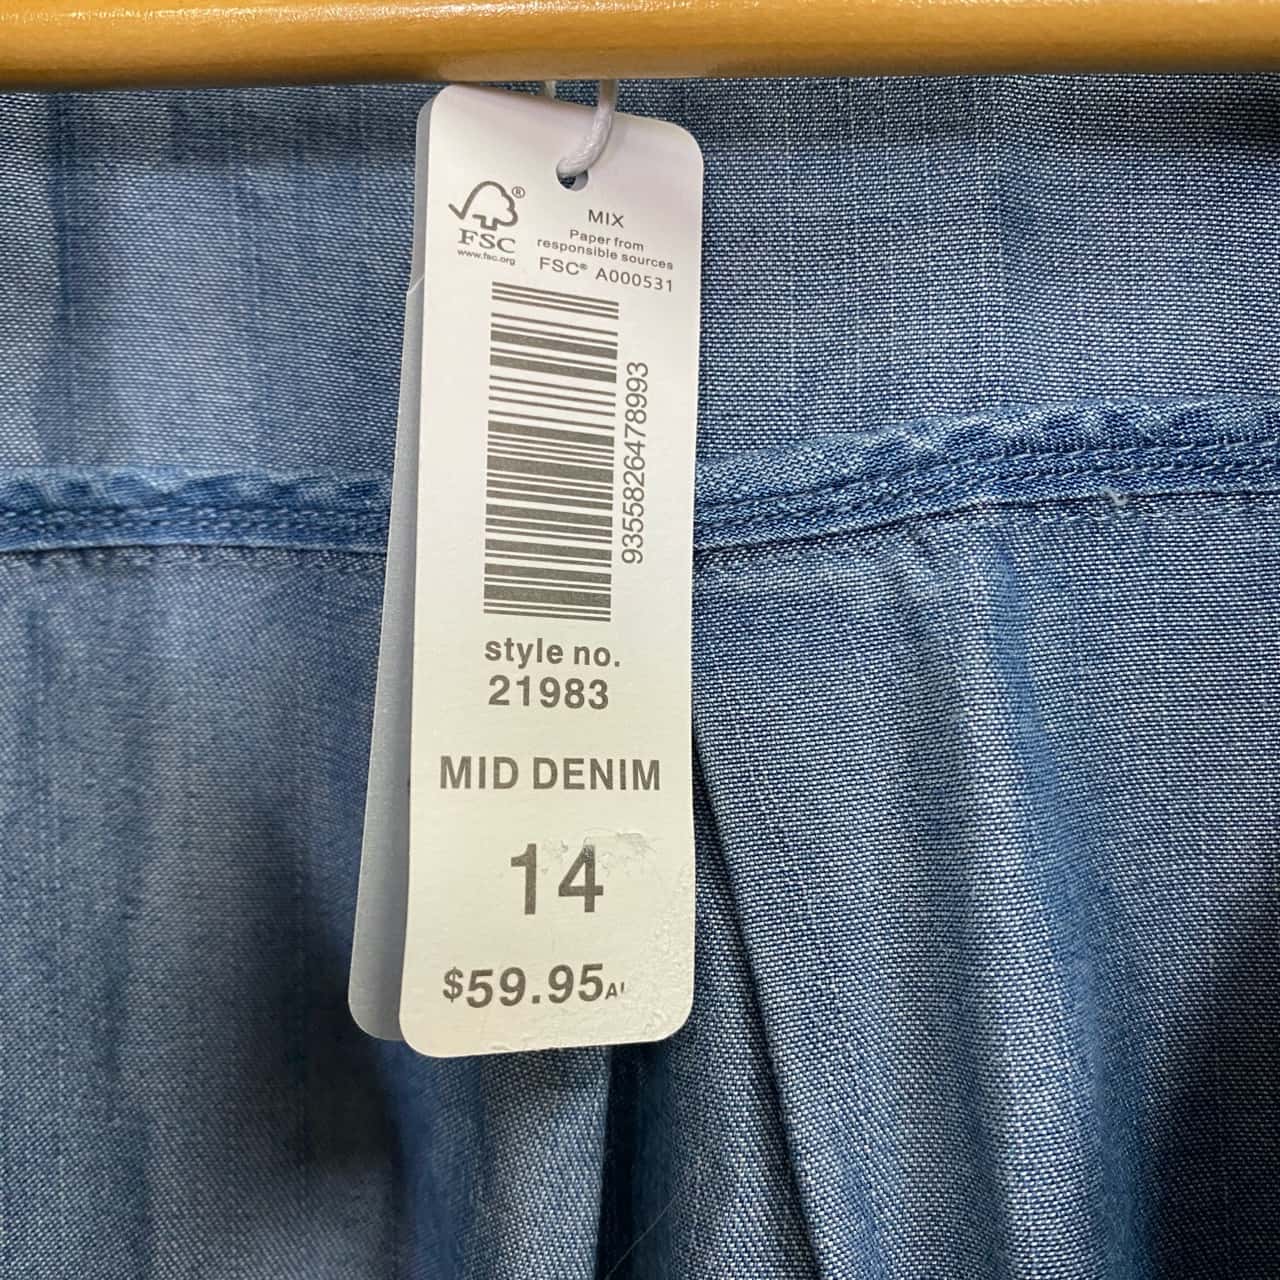 FSC®
www.fsc.org
MIX
Paper from
responsible sources
FSC® A000531
9355826478993
style no.
21983
MID DENIM
14
$59.95